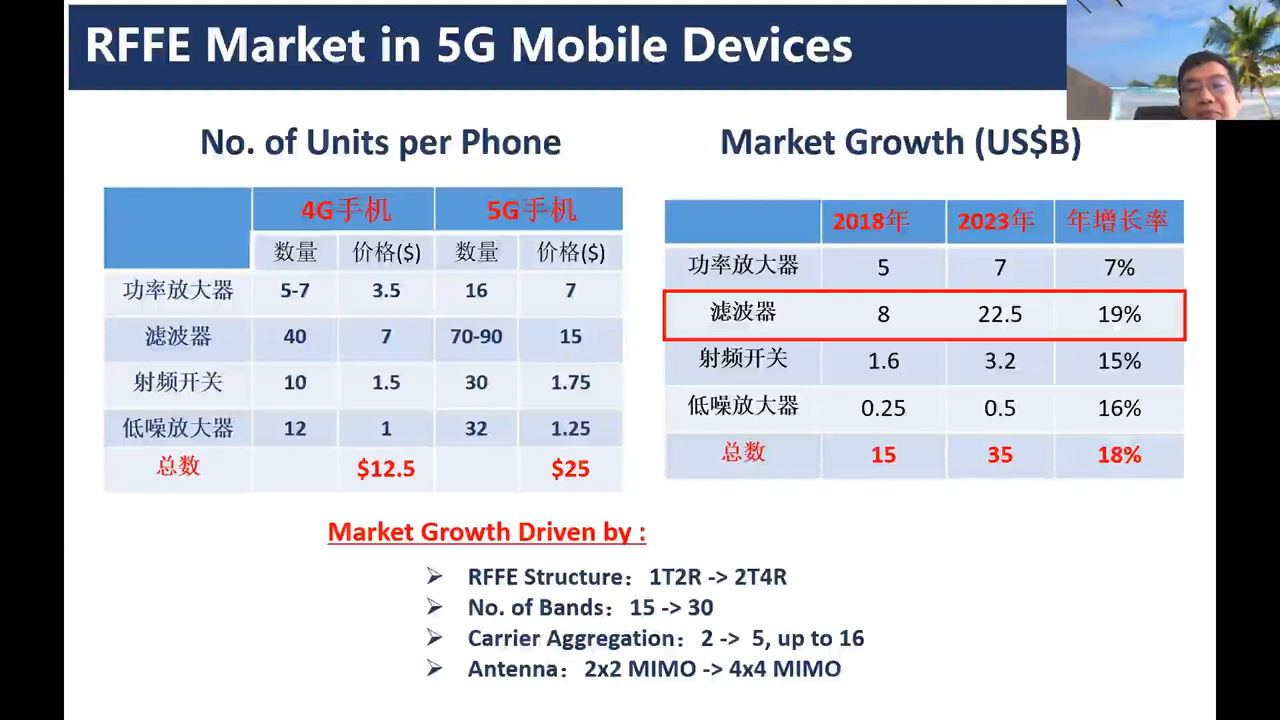 RFFE Market in 5G Mobile Devices
No. of Units per Phone
4G手机 5G手机
数量 价格($) 数量 价格($)
功率放大器 5-7 3.5 16 7
滤波器 40 7 70-90 15
射频开关 10 1.5 30 1.75
低噪放大器 12 1 32 1.25
总数 $12.5 $25
Market Growth (US$B)
2018年 2023年 年增长率
功率放大器 5 7 7%
滤波器 8 22.5 19%
射频开关 1.6 3.2 15%
低噪放大器 0.25 0.5 16%
总数 15 35 18%
Market Growth Driven by :
➢ RFFE Structure：1T2R -> 2T4R
➢ No. of Bands：15 -> 30
➢ Carrier Aggregation：2 -> 5, up to 16
➢ Antenna：2x2 MIMO -> 4x4 MIMO